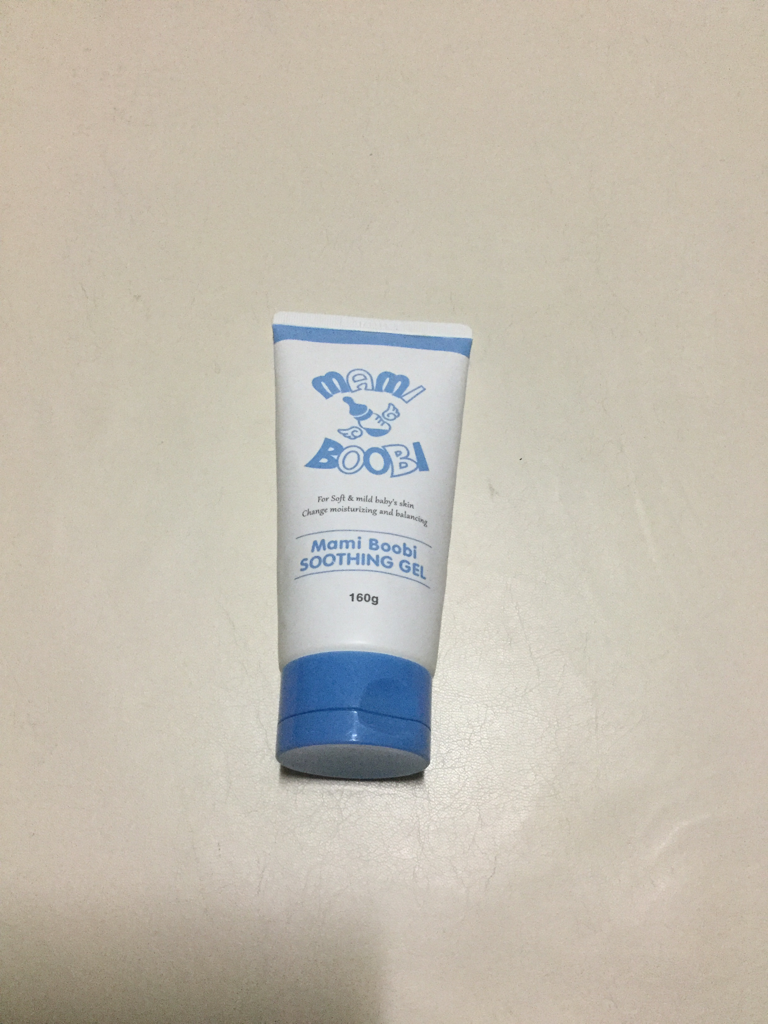 MAMI
BOOBI
For Soft & mild baby's skin
Change moisturizing and balancing
Mami Boobi
SOOTHING GEL
160g